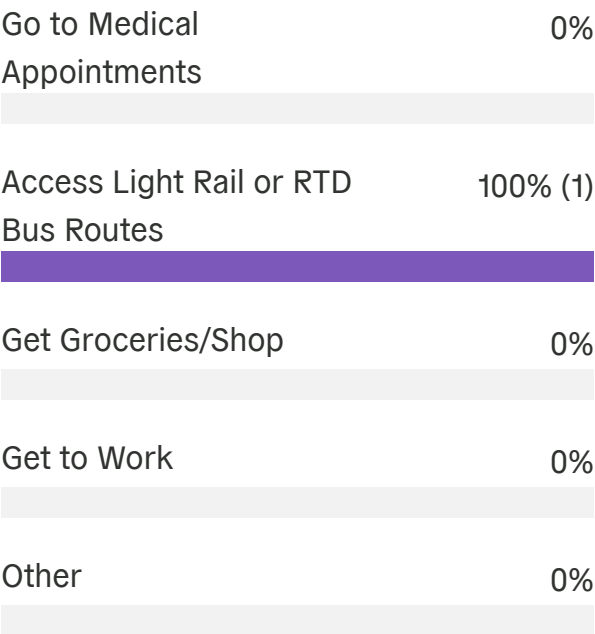 Go to Medical 0%
Appointments
Access Light Rail or RTD 100% (1)
Bus Routes
Get Groceries/Shop 0%
Get to Work 0%
Other 0%